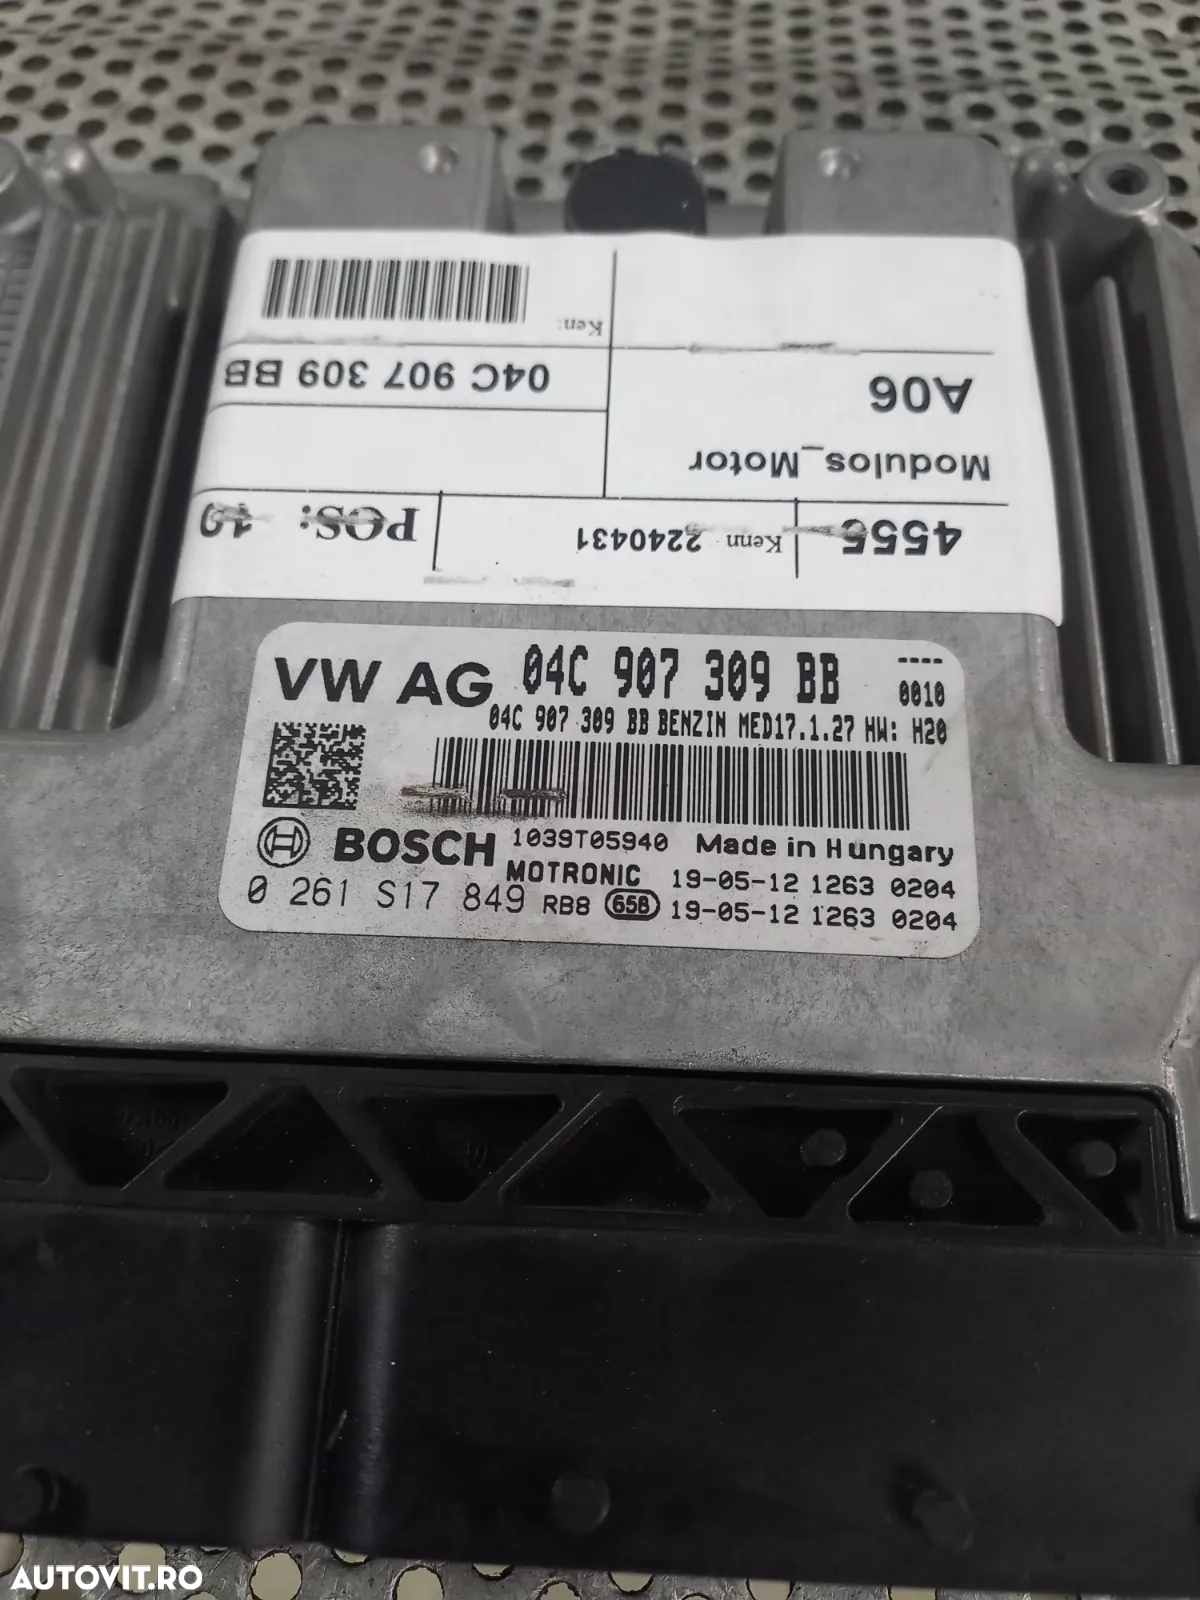 Ken:
04C 907 309 BB
A06
Modulos_Motor
4555 Kenn 2240431 POS: 10
VW AG 04C 907 309 BB ----
0010
04C 907 309 BB BENZIN MED17.1.27 HW: H20
BOSCH 1039T05940 Made in Hungary
MOTRONIC 19-05-12 1263 0204
0 261 S17 849 RB8 65B 19-05-12 1263 0204
AUTOVIT.RO